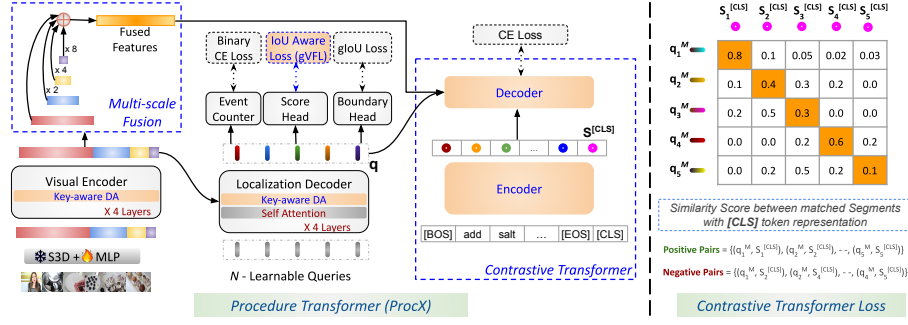 Fused
Features
x 8
x 4
x 2
Multi-scale
Fusion
Visual Encoder
Key-aware DA
X 4 Layers
S3D + MLP
Binary
CE Loss
IoU Aware
Loss (gVFL)
gIoU Loss
Event
Counter
Score
Head
Boundary
Head
q
Localization Decoder
Key-aware DA
Self Attention
X 4 Layers
N - Learnable Queries
Procedure Transformer (ProcX)
CE Loss
Decoder
S[CLS]
...
Encoder
[BOS] add salt ... [EOS] [CLS]
Contrastive Transformer
S1[CLS] S2[CLS] S3[CLS] S4[CLS] S5[CLS]
q1M 0.8 0.1 0.05 0.02 0.03
q2M 0.1 0.4 0.3 0.2 0.0
q3M 0.2 0.5 0.3 0.0 0.0
q4M 0.0 0.0 0.2 0.6 0.2
q5M 0.0 0.2 0.5 0.2 0.1
Similarity Score between matched Segments
with [CLS] token representation
Positive Pairs = {(q1M, S1[CLS]), (q2M, S2[CLS]), - -, (q5M, S5[CLS])}
Negative Pairs = {(q1M, S2[CLS]), (q2M, S4[CLS]), - -, (q4M, S5[CLS])}
Contrastive Transformer Loss